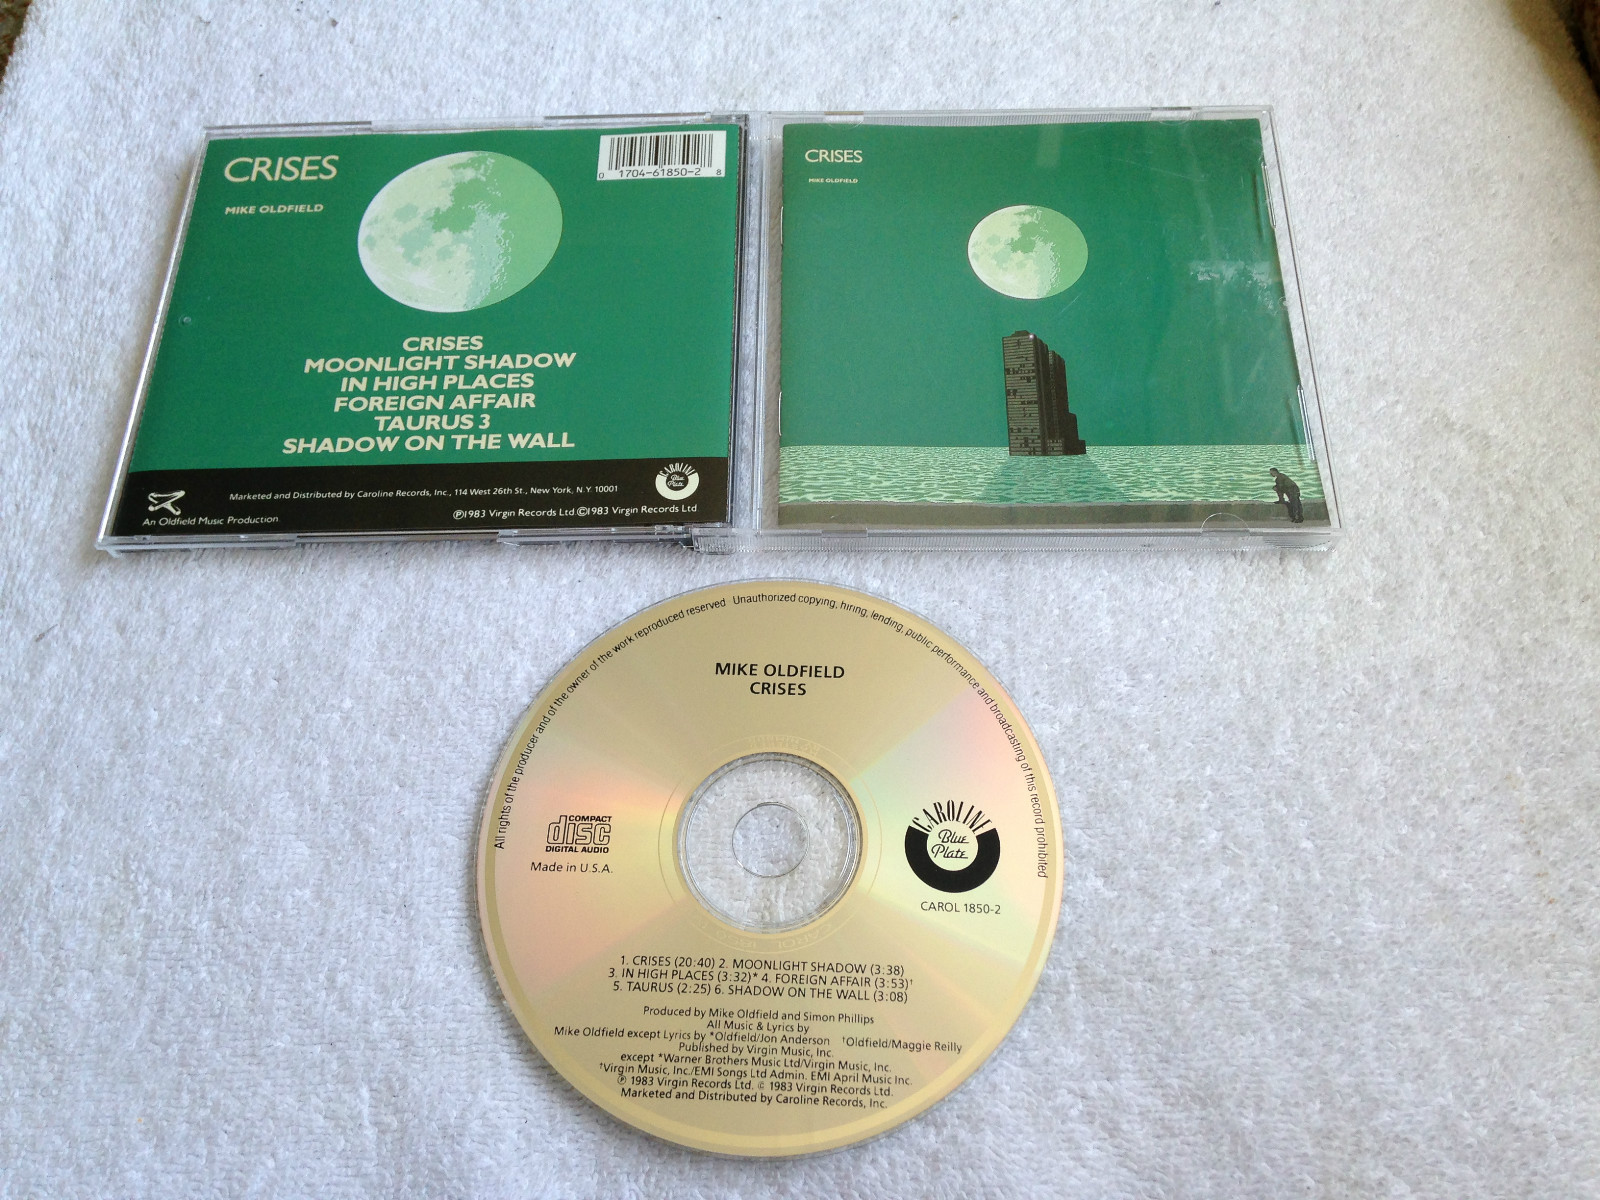 CRISES
MIKE OLDFIELD
0 1704-61850-2 8
CRISES
MOONLIGHT SHADOW
IN HIGH PLACES
FOREIGN AFFAIR
TAURUS 3
SHADOW ON THE WALL
An Oldfield Music Production
Marketed and Distributed by Caroline Records, Inc., 114 West 26th St., New York, N.Y. 10001
℗1983 Virgin Records Ltd.©1983 Virgin Records Ltd.
CAROLINE
Blue
Plate
CRISES
MIKE OLDFIELD
All rights of the producer and of the owner of the work reproduced reserved Unauthorized copying, hiring, lending, public performance and broadcasting of this record prohibited
MIKE OLDFIELD
CRISES
COMPACT
disc
DIGITAL AUDIO
Made in U.S.A.
CAROLINE
Blue
Plate
CAROL 1850-2
1. CRISES (20:40) 2. MOONLIGHT SHADOW (3:38)
3. IN HIGH PLACES (3:32)* 4. FOREIGN AFFAIR (3:53)†
5. TAURUS (2:25) 6. SHADOW ON THE WALL (3:08)
Produced by Mike Oldfield and Simon Phillips
All Music & Lyrics by
Mike Oldfield except Lyrics by *Oldfield/Jon Anderson †Oldfield/Maggie Reilly
Published by Virgin Music, Inc.
except *Warner Brothers Music Ltd/Virgin Music, Inc.
†Virgin Music, Inc./EMI Songs Ltd Admin. EMI April Music Inc.
℗ 1983 Virgin Records Ltd. © 1983 Virgin Records Ltd.
Marketed and Distributed by Caroline Records, Inc.